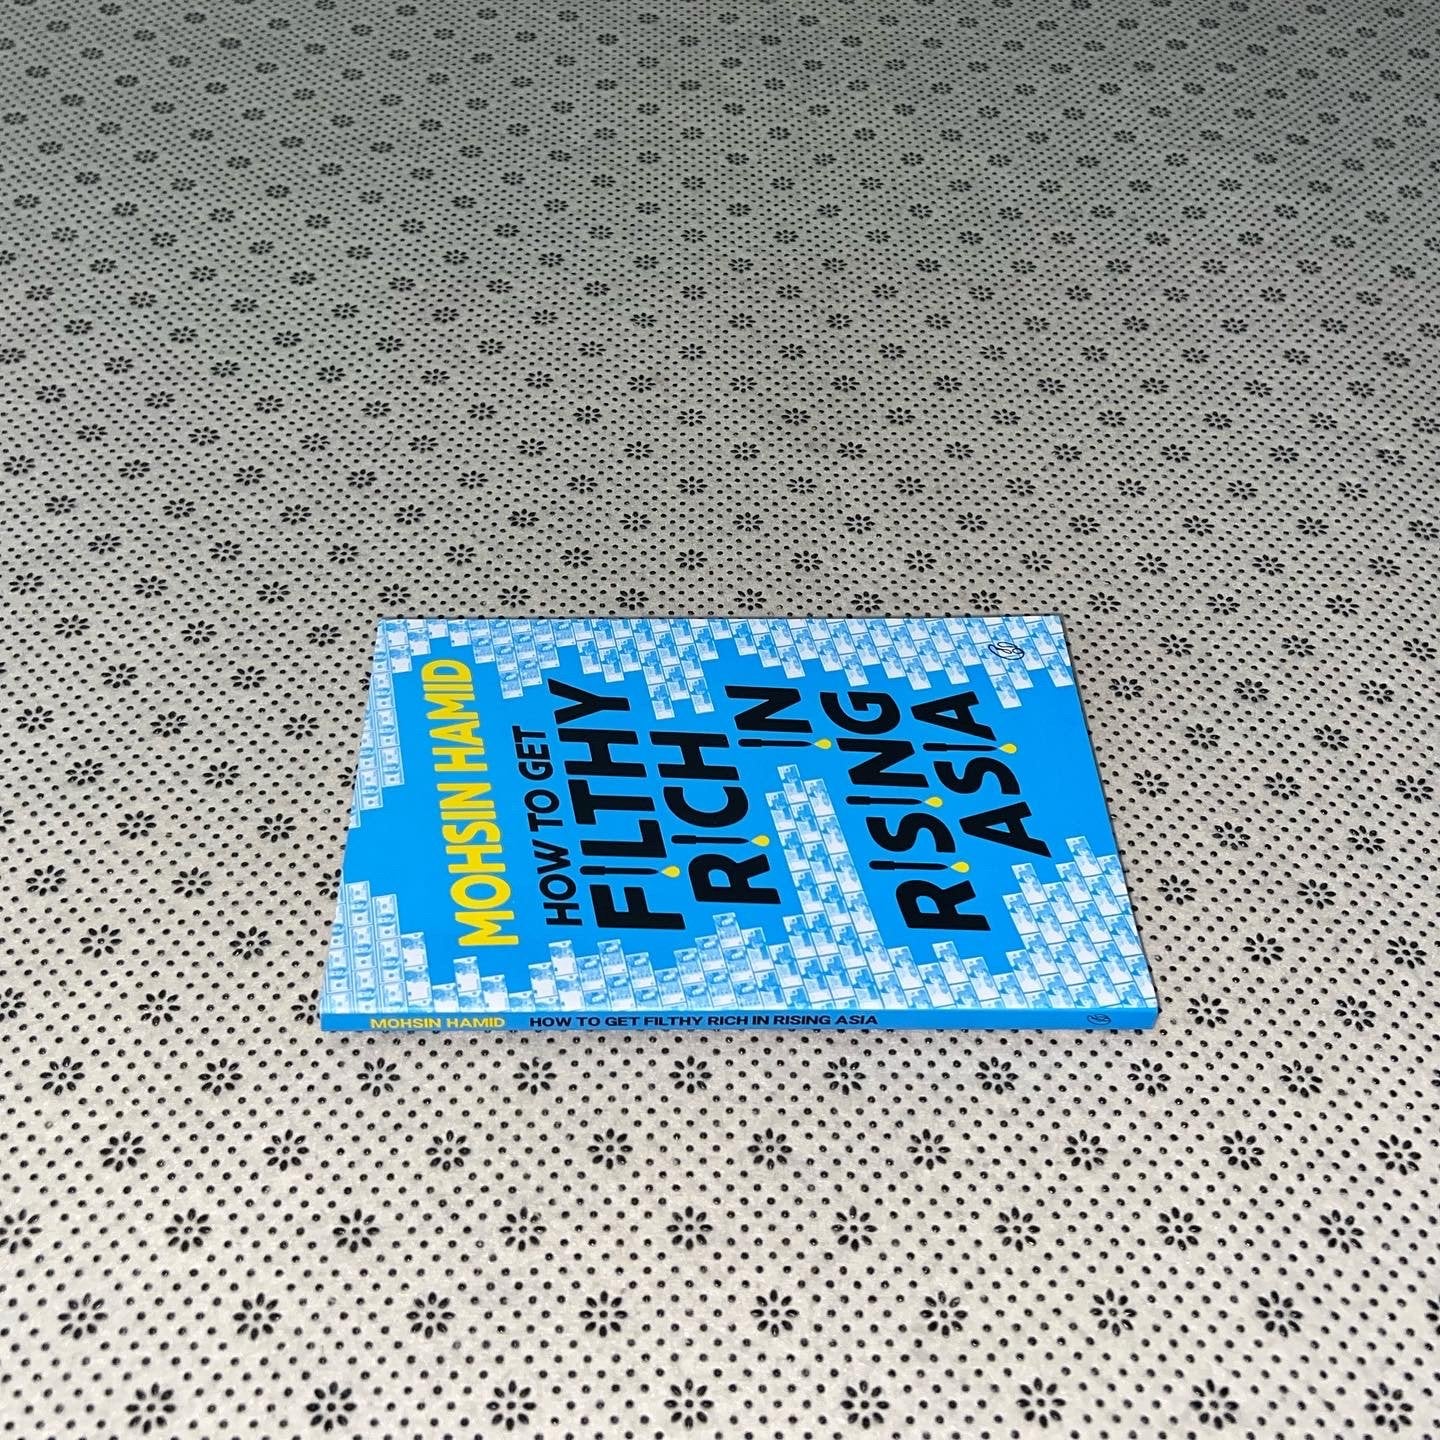 MOHSIN HAMID
HOW TO GET
FILTHY
RICH IN
RISING
ASIA
MOHSIN HAMID HOW TO GET FILTHY RICH IN RISING ASIA